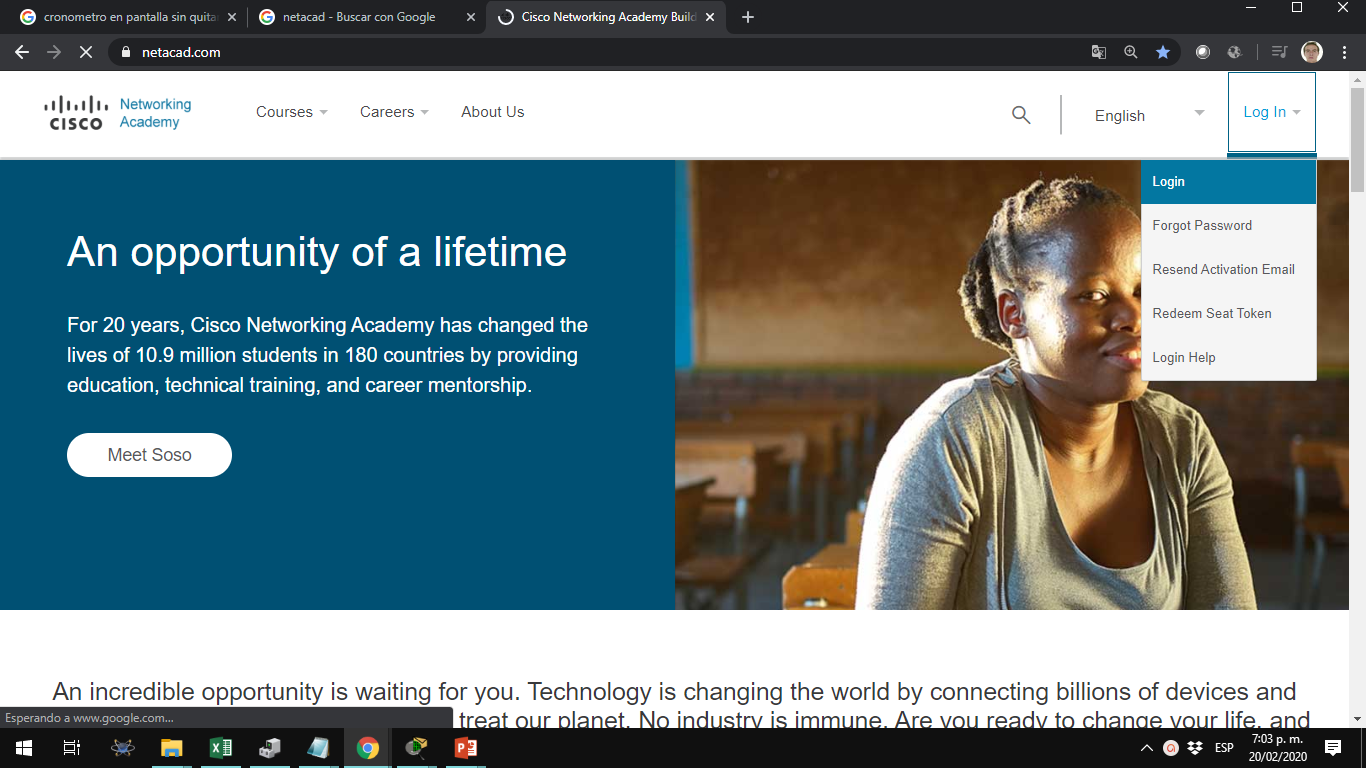 cronometro en pantalla sin quita
netacad - Buscar con Google
Cisco Networking Academy Build
netacad.com
CISCO
Networking
Academy
Courses
Careers
About Us
English
Log In
Login
Forgot Password
Resend Activation Email
Redeem Seat Token
Login Help
An opportunity of a lifetime
For 20 years, Cisco Networking Academy has changed the
lives of 10.9 million students in 180 countries by providing
education, technical training, and career mentorship.
Meet Soso
An incredible opportunity is waiting for you. Technology is changing the world by connecting billions of devices and
treat our planet. No industry is immune. Are you ready to change your life, and
Esperando a www.google.com...
ESP
7:03 p. m.
20/02/2020